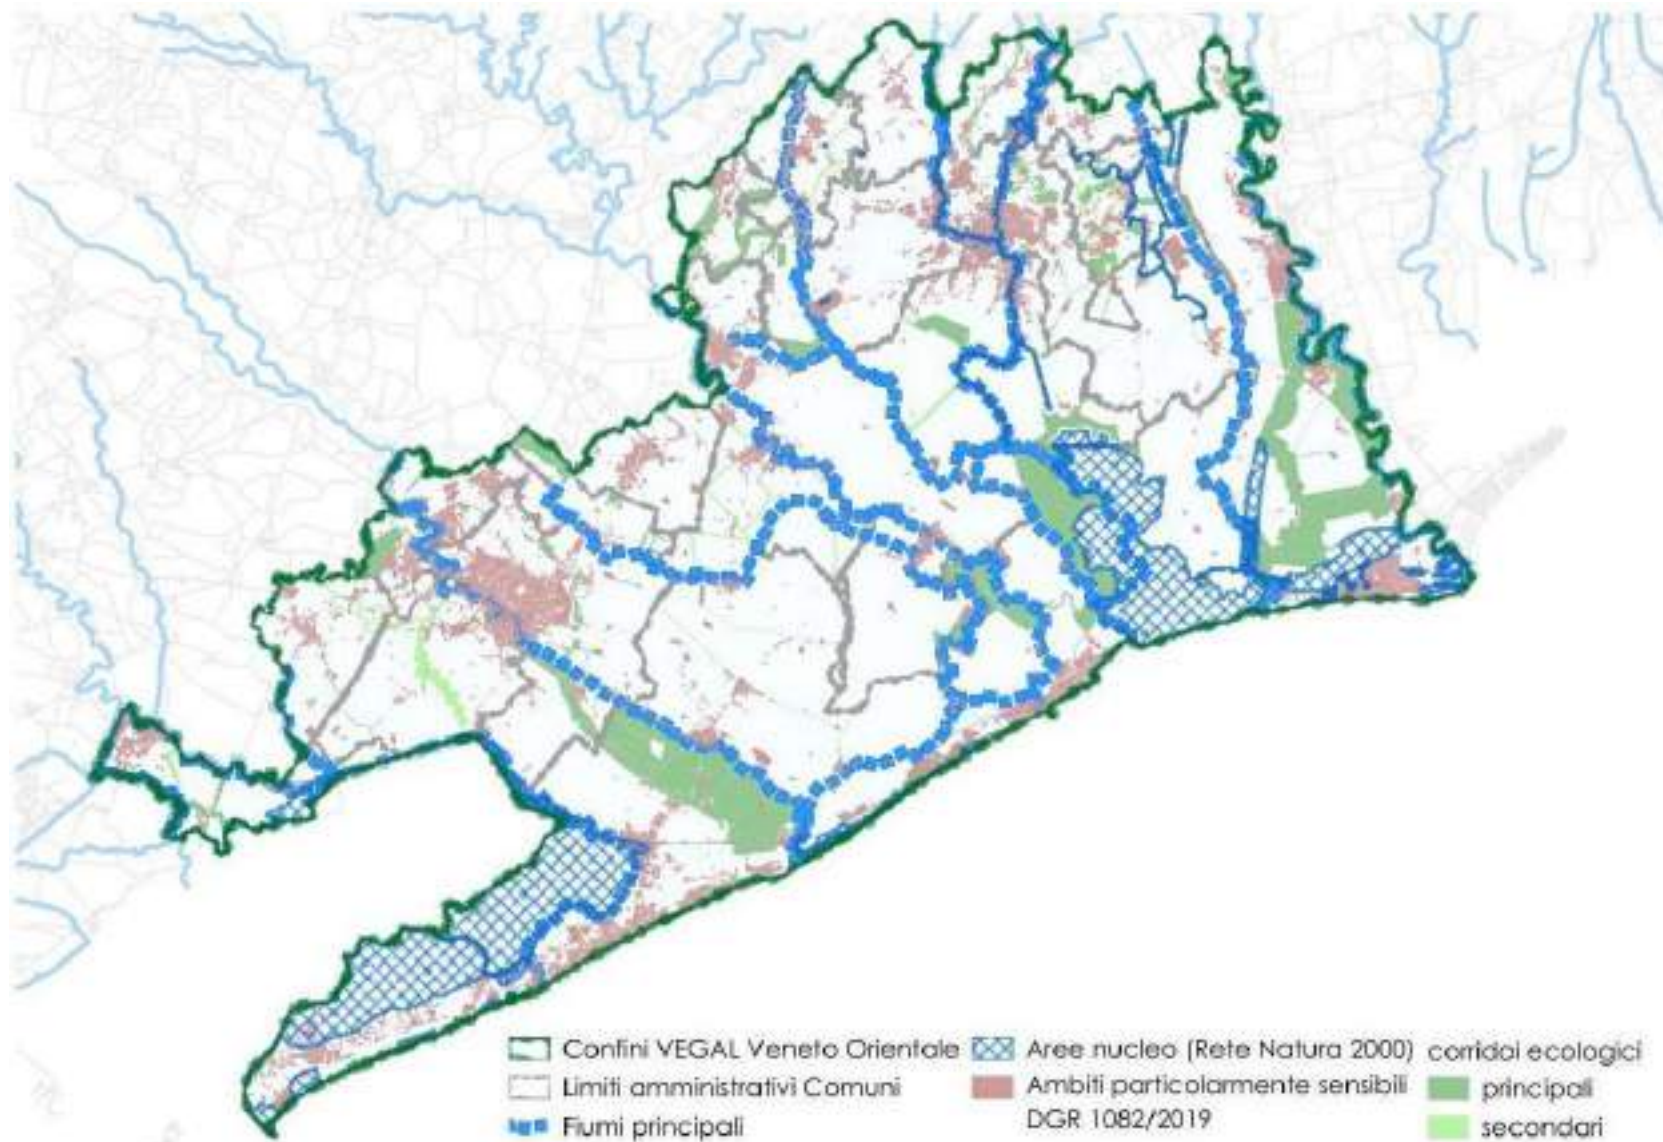 Confini VEGAL Veneto Orientale
Limiti amministrativi Comuni
Fiumi principali
Aree nucleo (Rete Natura 2000)
Ambiti particolarmente sensibili
DGR 1082/2019
corridoi ecologici
principali
secondari